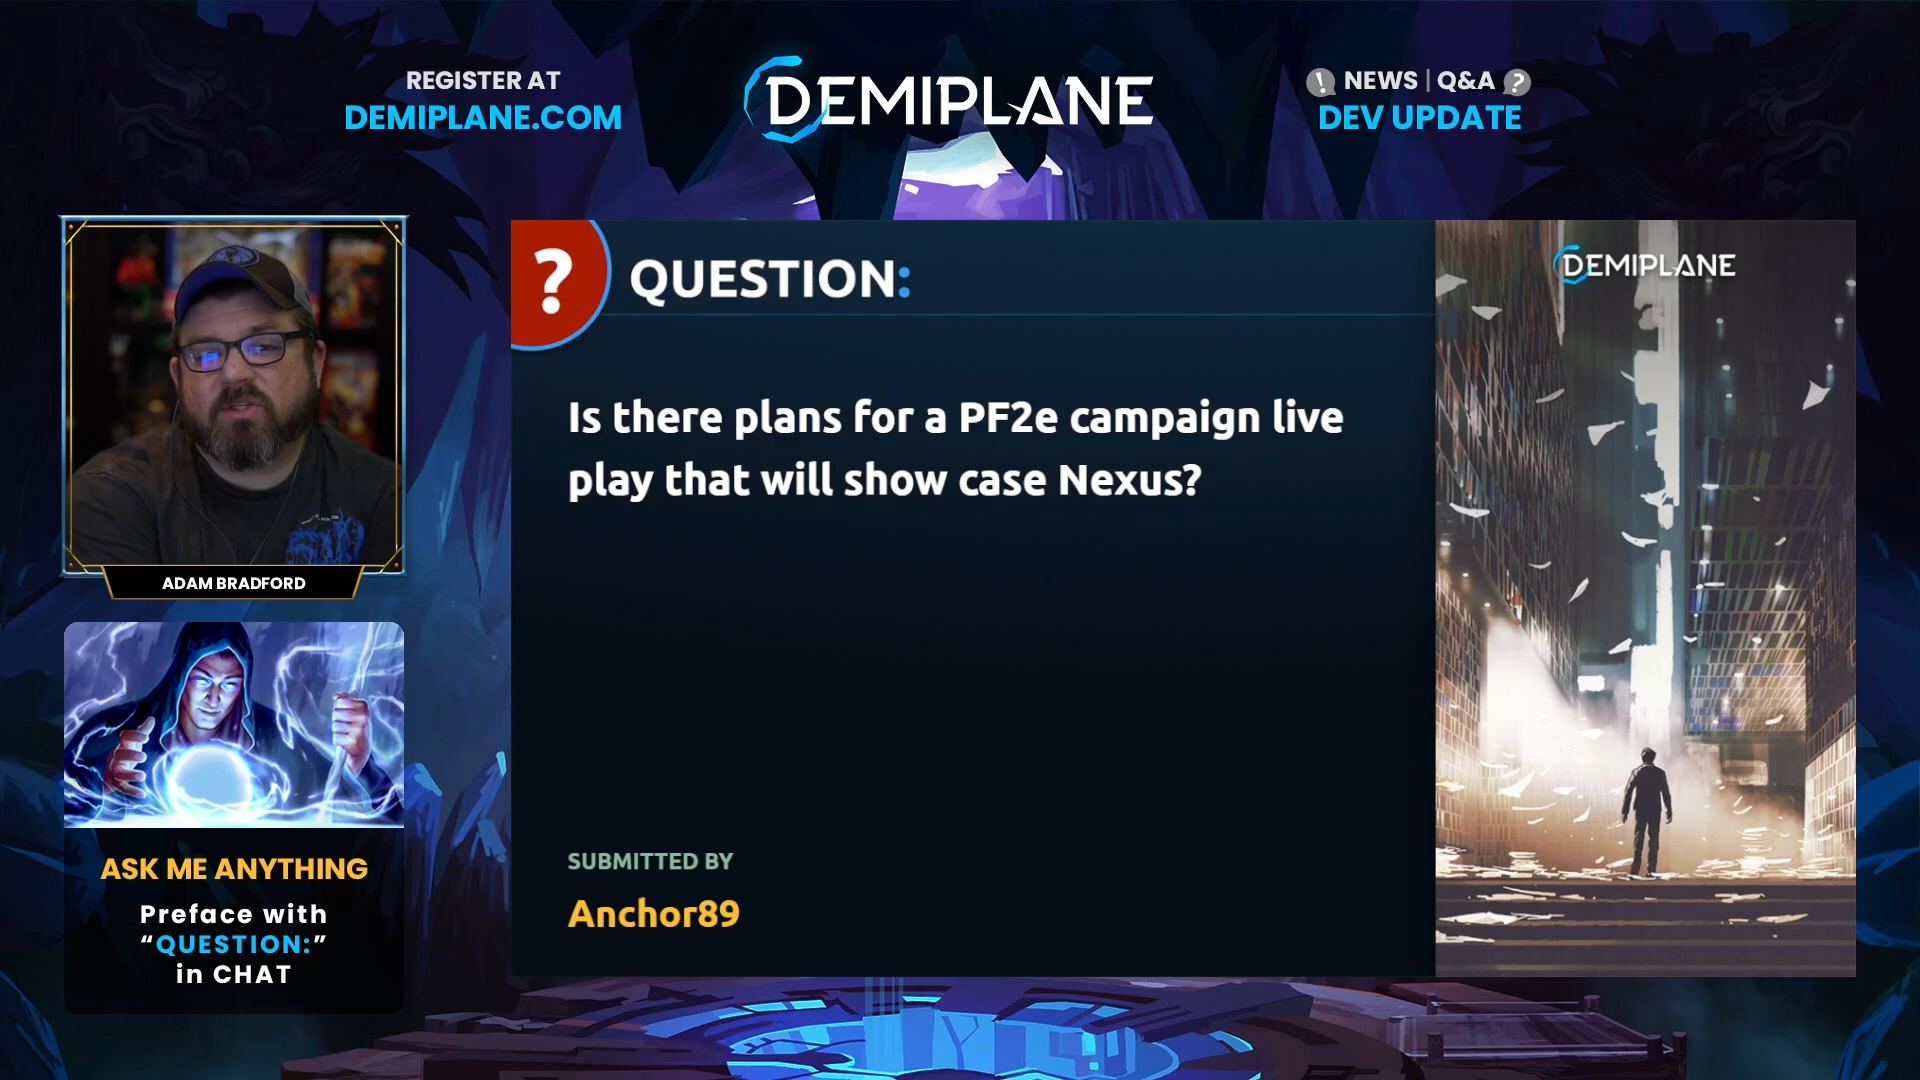 REGISTER AT
DEMIPLANE.COM
DEMIPLANE
! NEWS | Q&A ?
DEV UPDATE
ADAM BRADFORD
ASK ME ANYTHING
Preface with
“QUESTION:”
in CHAT
? QUESTION:
Is there plans for a PF2e campaign live
play that will show case Nexus?
SUBMITTED BY
Anchor89
DEMIPLANE